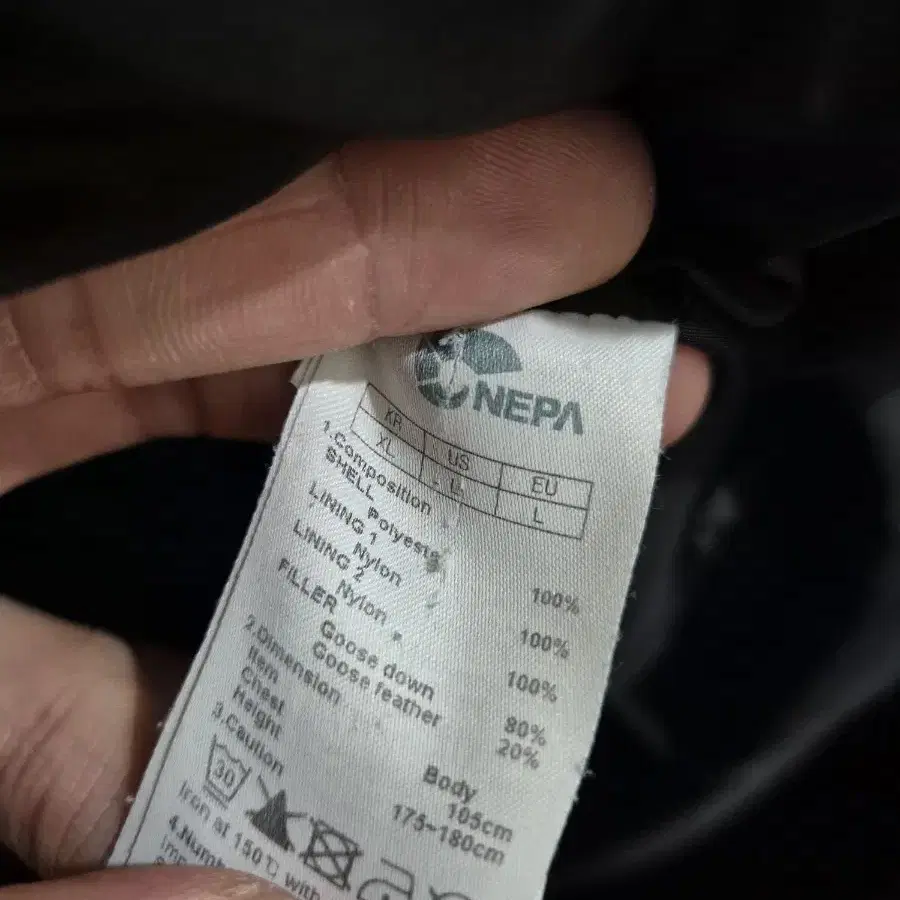 NEPA
KR US EU
XL L L
1.Composition
SHELL
Polyester 100%
LINING 1
Nylon 100%
LINING 2
Nylon 100%
FILLER
Goose down 80%
Goose feather 20%
2.Dimension
Item Body
Chest 105cm
Height 175~180cm
3.Caution
30
Iron at 150℃ with